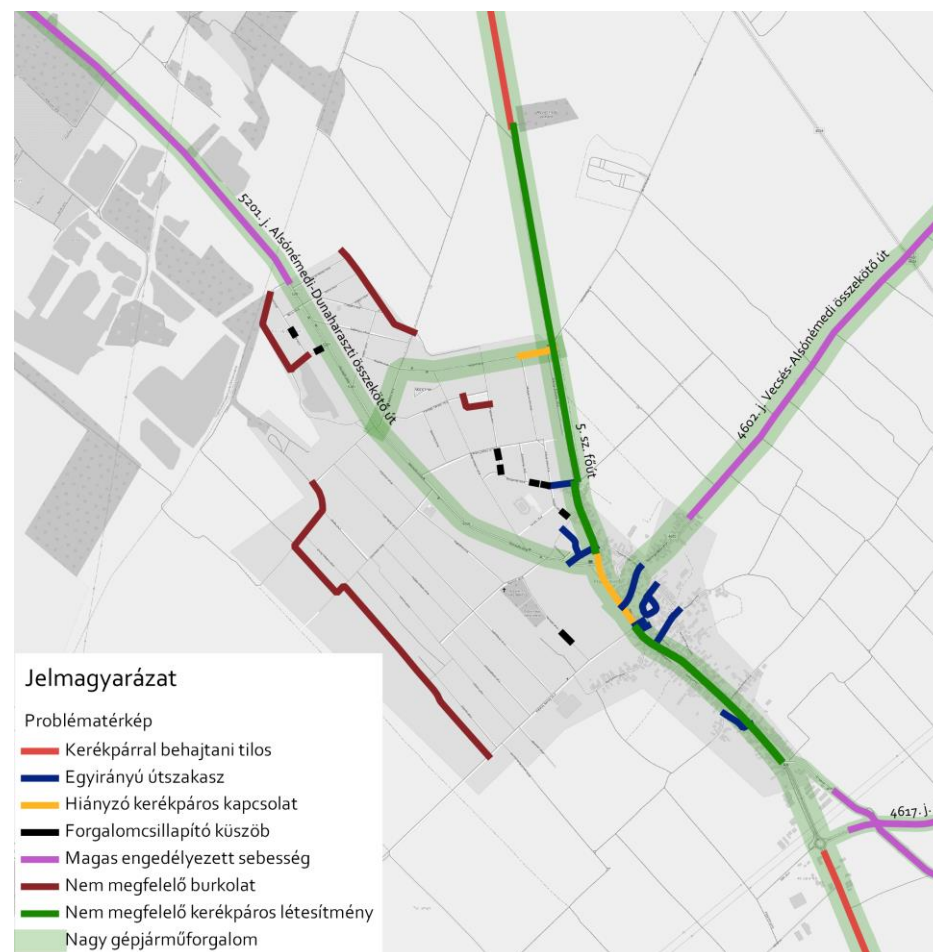 5201. j. Alsónémedi-Dunaharaszti összekötő út
4602. j. Vecsés-Alsónémedi összekötő út
5. sz. főút
4617. j.
Jelmagyarázat
Problématérkép
Kerékpárral behajtani tilos
Egyirányú útszakasz
Hiányzó kerékpáros kapcsolat
Forgalomcsillapító küszöb
Magas engedélyezett sebesség
Nem megfelelő burkolat
Nem megfelelő kerékpáros létesítmény
Nagy gépjárműforgalom